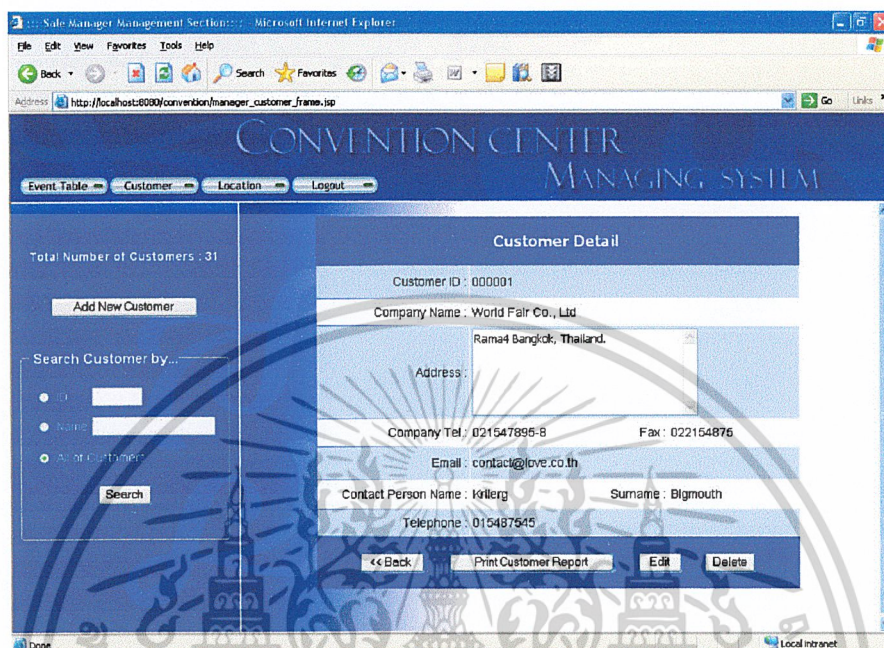 ::: Sale Manager Management Section::: - Microsoft Internet Explorer
File Edit View Favorites Tools Help
Back Search Favorites
Address http://localhost:8080/convention/manager_customer_frame.jsp Go Links
CONVENTION CENTER
MANAGING SYSTEM
Event Table Customer Location Logout
Total Number of Customers : 31
Add New Customer
Search Customer by...
ID
Name
All of Customers
Search
Customer Detail
Customer ID : 000001
Company Name : World Fair Co., Ltd
Address : Rama4 Bangkok, Thailand.
Company Tel.: 021547895-8 Fax : 022154875
Email : contact@love.co.th
Contact Person Name : Krilerg Surname : Bigmouth
Telephone : 015487545
<< Back Print Customer Report Edit Delete
Done Local intranet